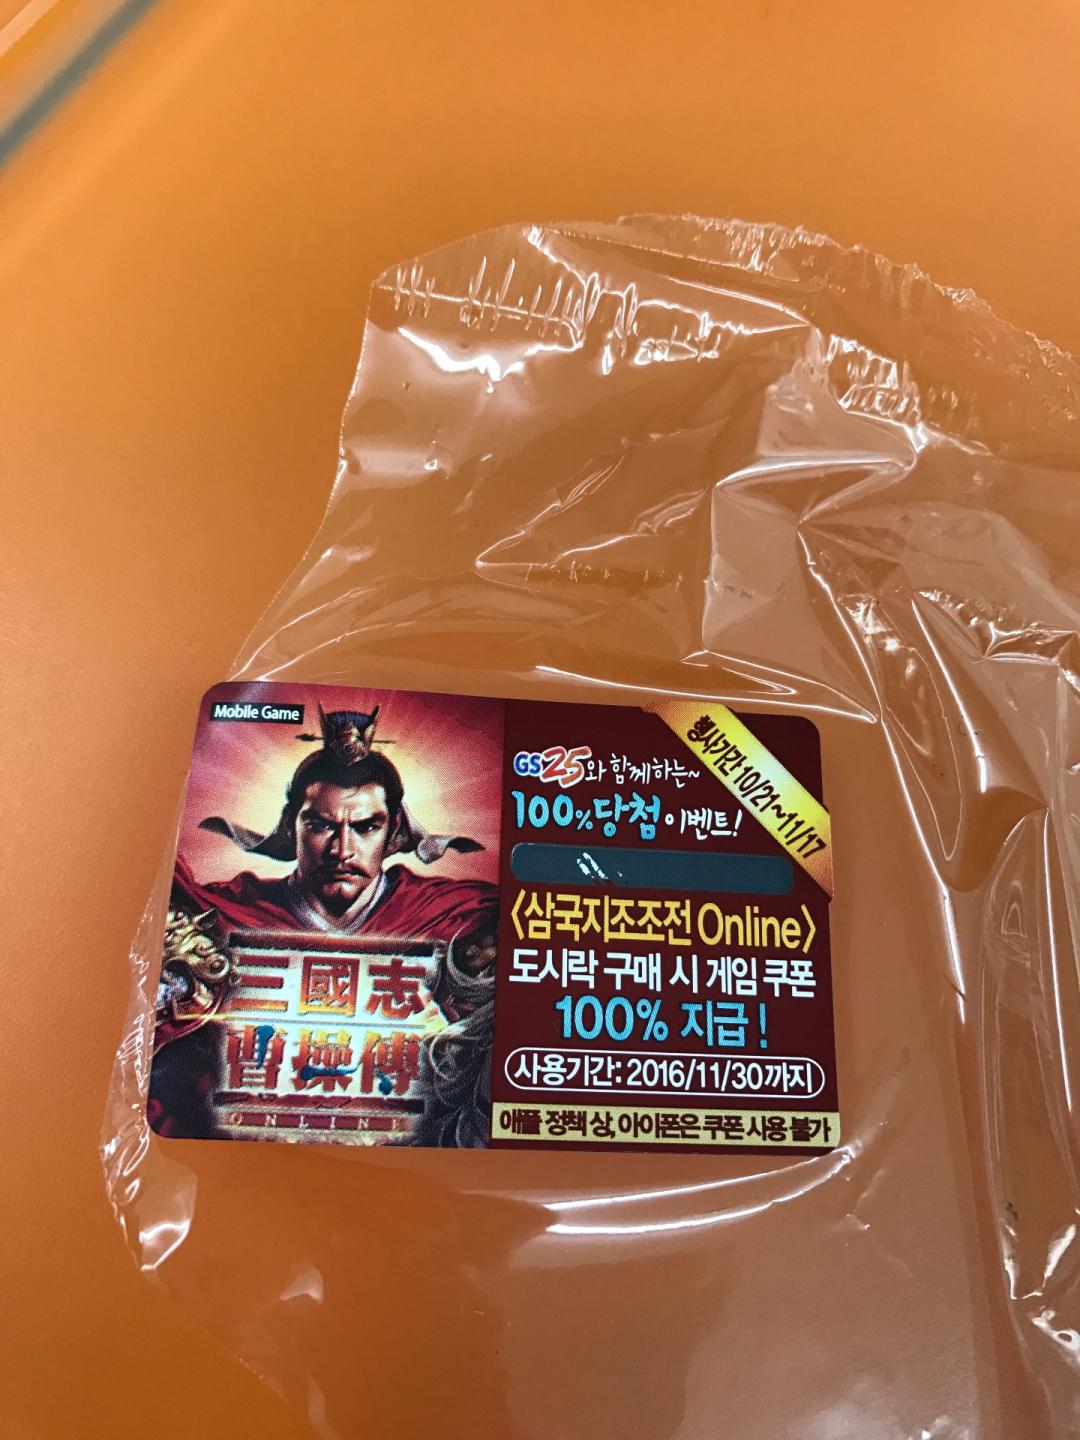 Mobile Game
三國志
曹操傳
ONLINE
행사기간 10/21~11/17
GS25와 함께하는~
100%당첨 이벤트!
〈삼국지조조전 Online〉
도시락 구매 시 게임 쿠폰
100% 지급!
사용기간: 2016/11/30까지
애플 정책 상, 아이폰은 쿠폰 사용 불가